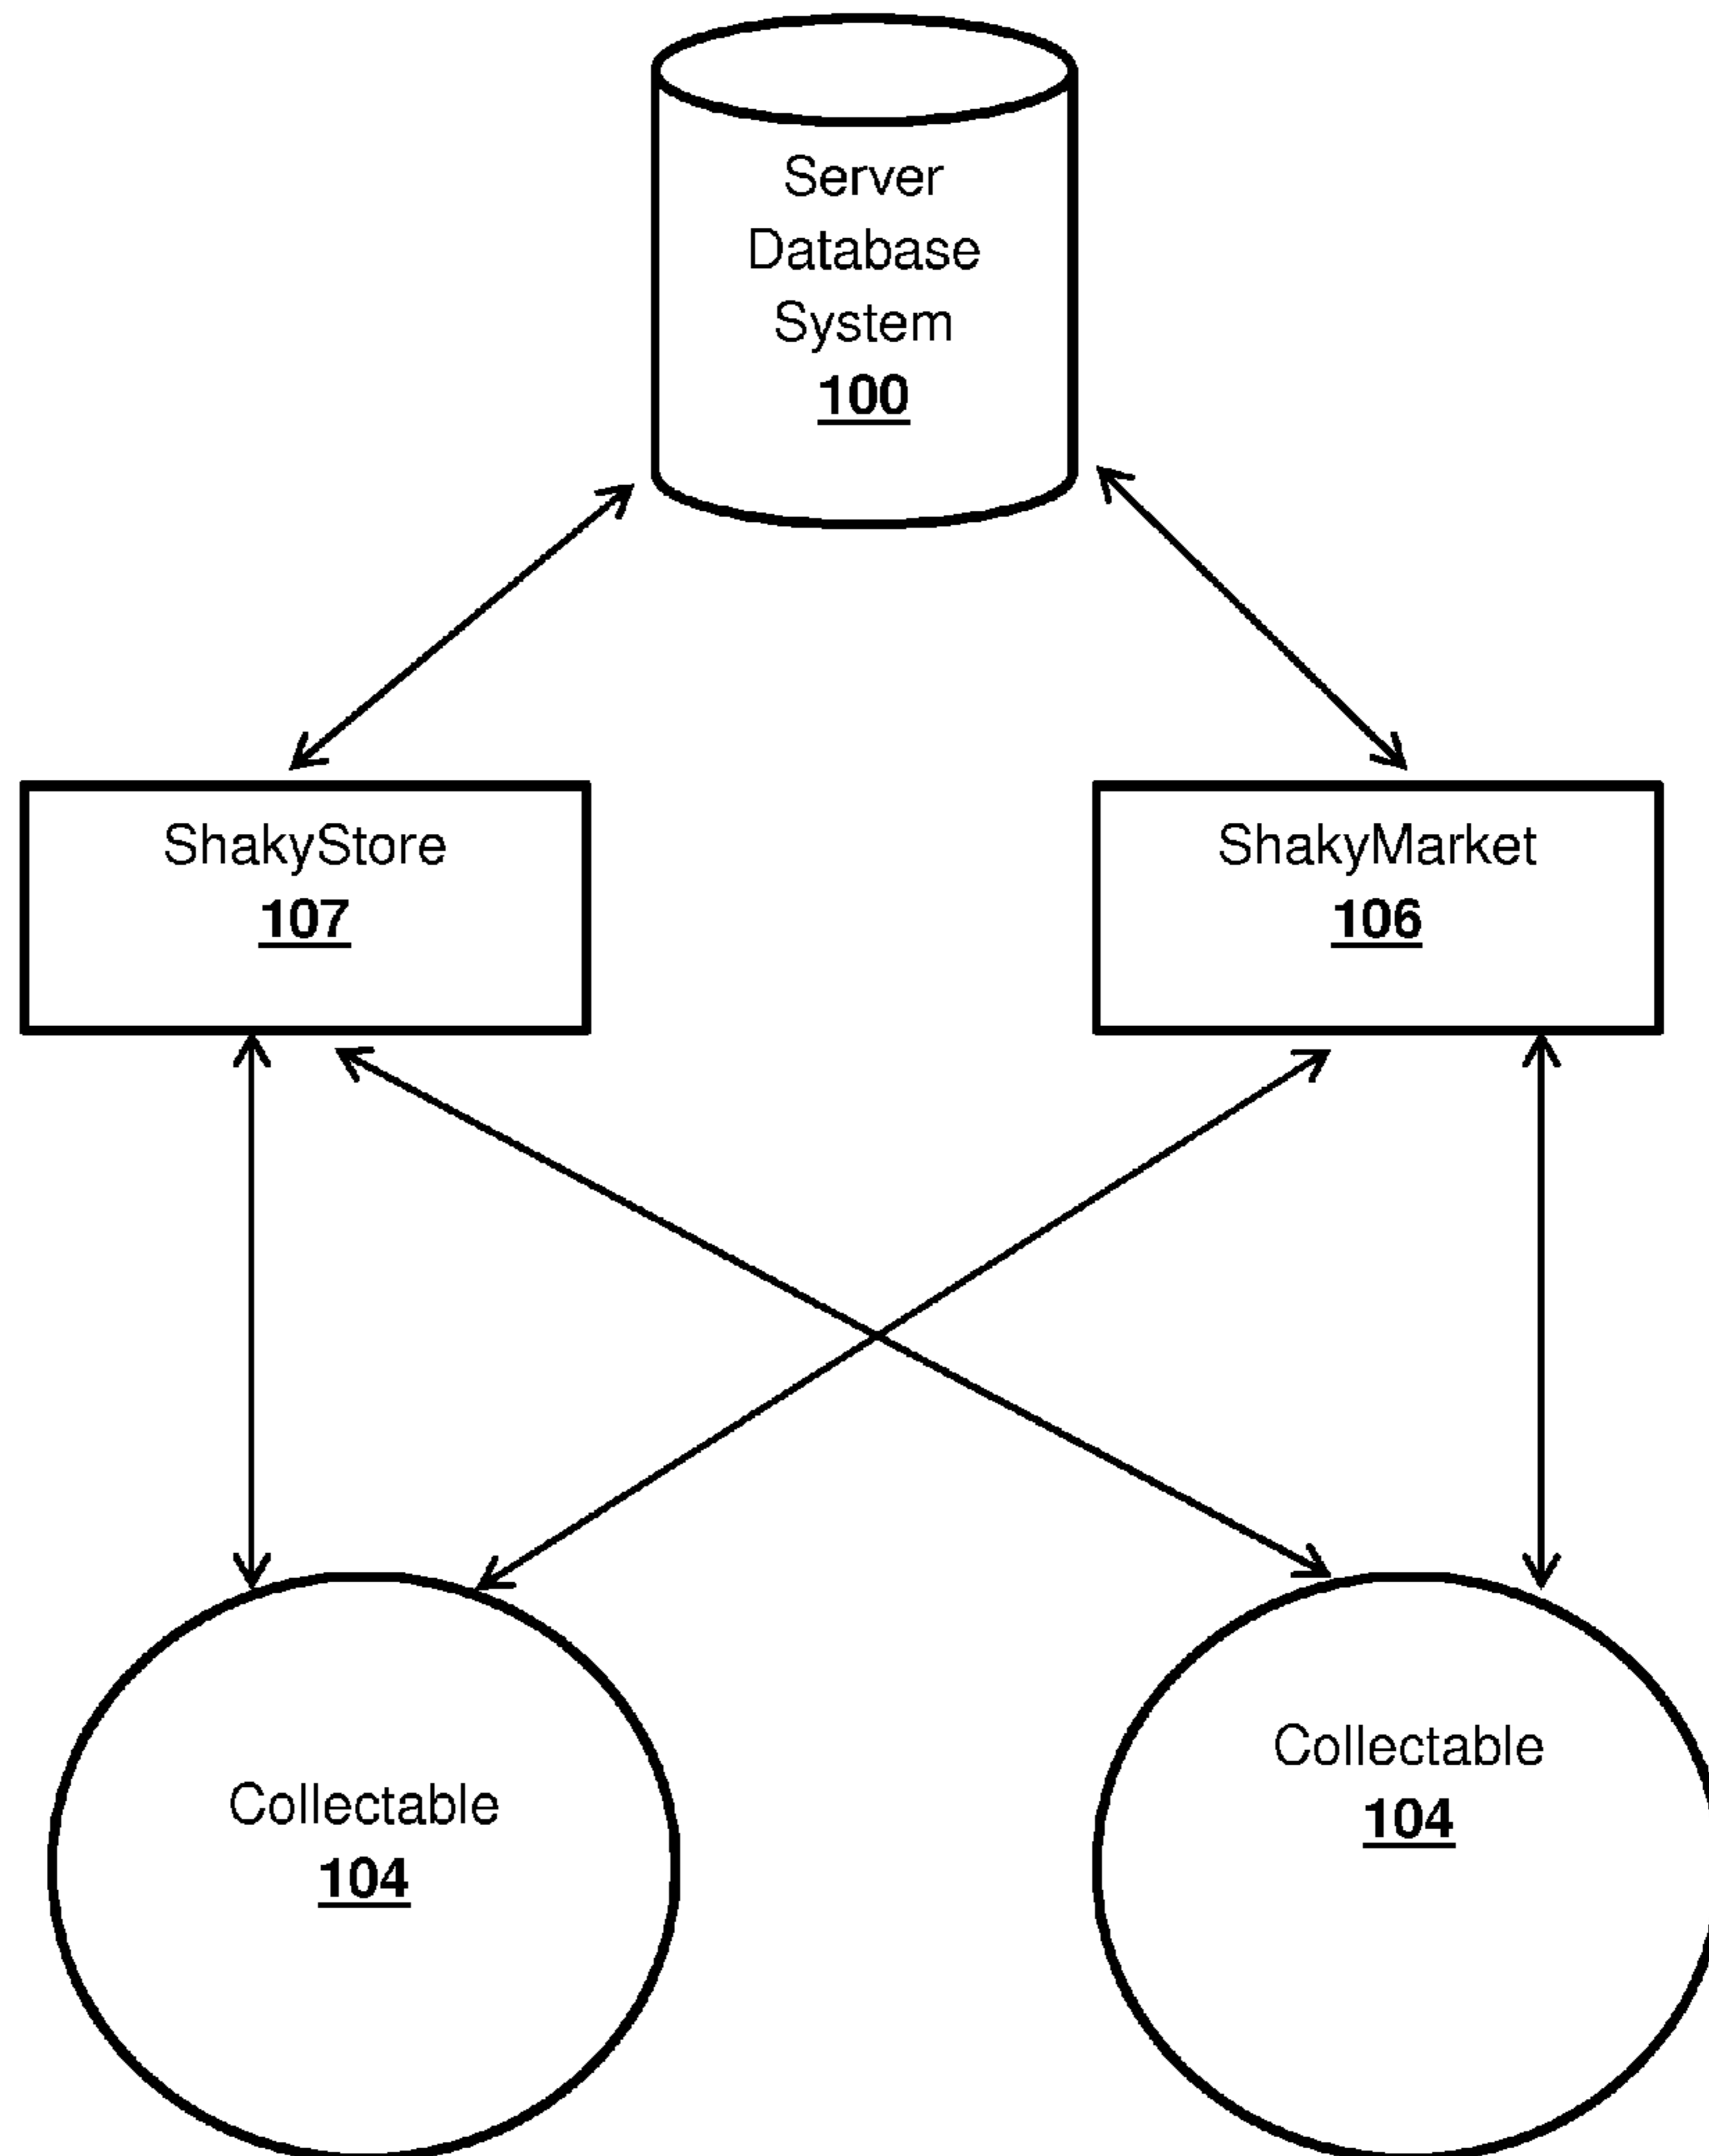 Server
Database
System
100
ShakyStore
107
ShakyMarket
106
Collectable
104
Collectable
104